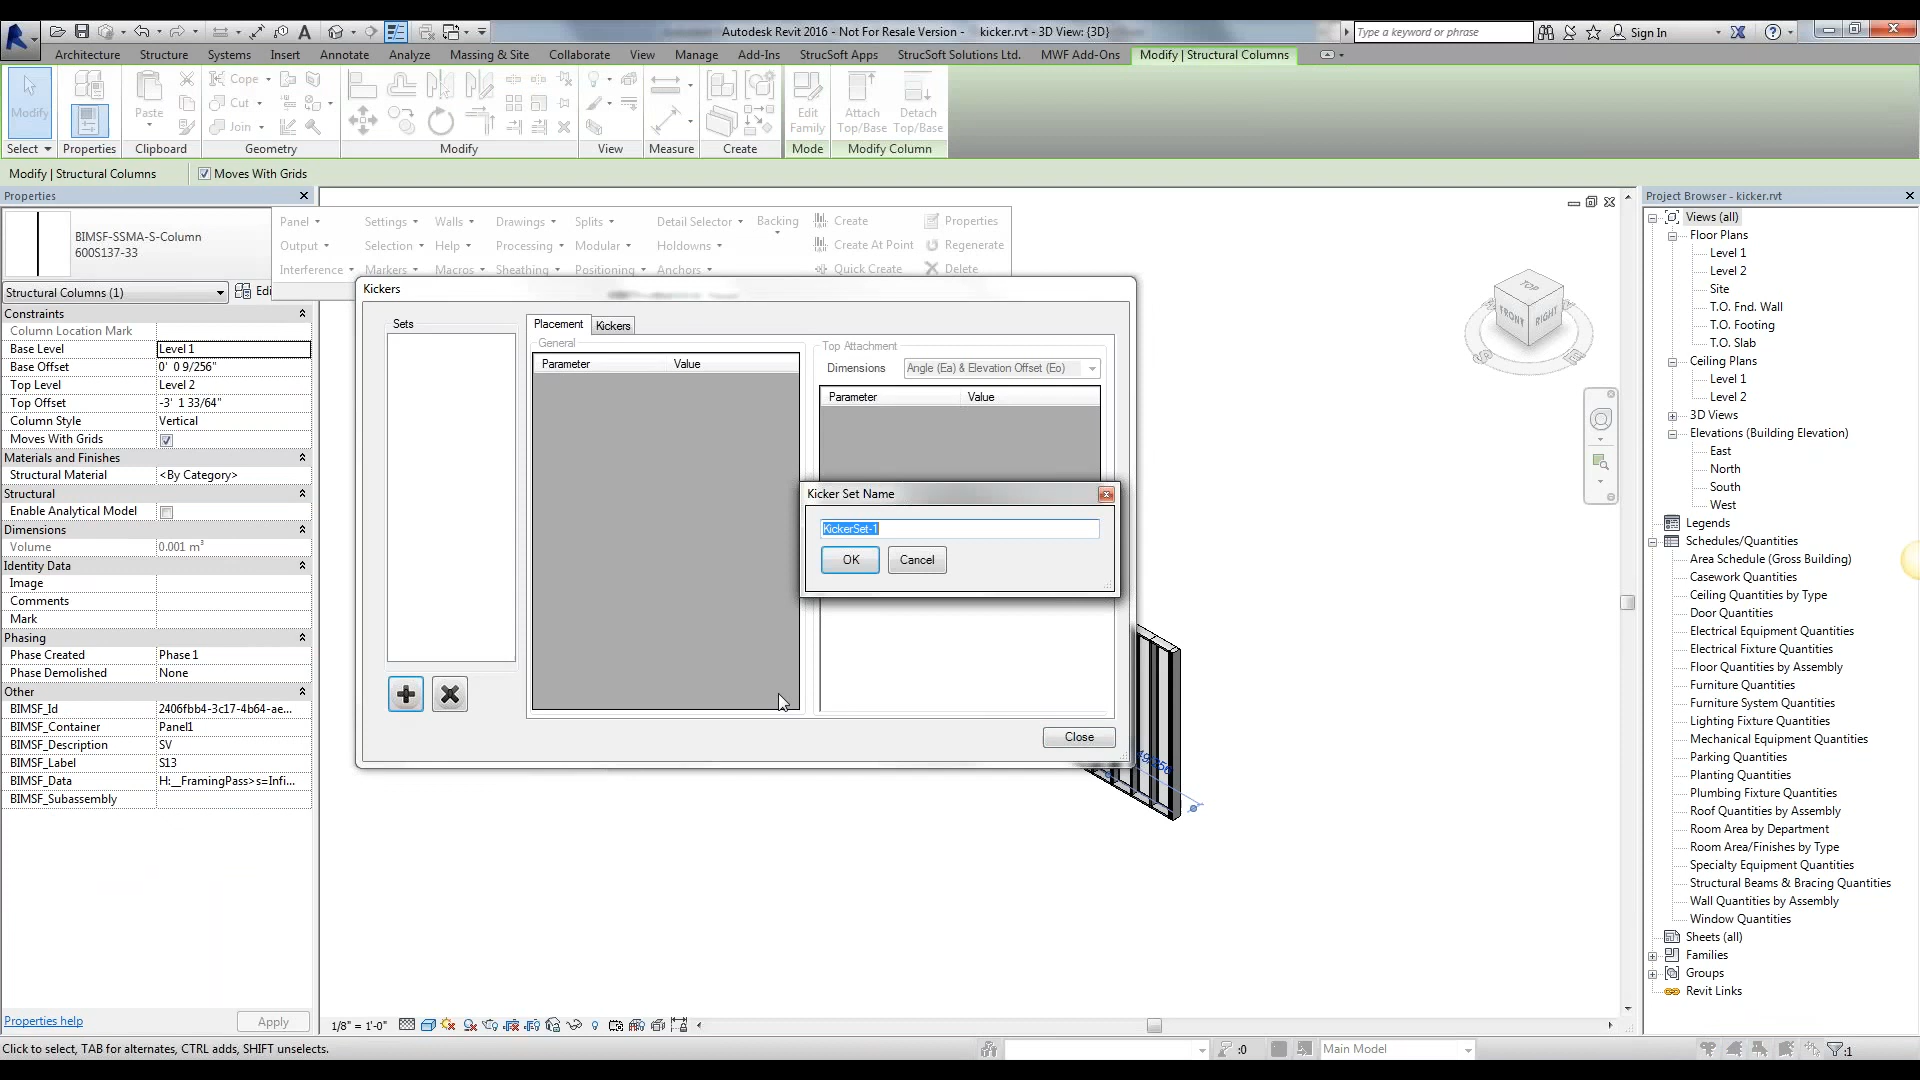 Autodesk Revit 2016 - Not For Resale Version - kicker.rvt - 3D View: {3D}
Type a keyword or phrase
Sign In
Architecture Structure Systems Insert Annotate Analyze Massing & Site Collaborate View Manage Add-Ins StrucSoft Apps StrucSoft Solutions Ltd. MWF Add-Ons Modify | Structural Columns
Modify
Paste
Cope
Cut
Join
Edit Family
Attach Top/Base
Detach Top/Base
Select Properties Clipboard Geometry Modify View Measure Create Mode Modify Column
Modify | Structural Columns
Moves With Grids
Properties
BIMSF-SSMA-S-Column
600S137-33
Structural Columns (1)
Edi
Constraints
Column Location Mark
Base Level Level 1
Base Offset 0' 0 9/256"
Top Level Level 2
Top Offset -3' 1 33/64"
Column Style Vertical
Moves With Grids
Materials and Finishes
Structural Material <By Category>
Structural
Enable Analytical Model
Dimensions
Volume 0.001 m³
Identity Data
Image
Comments
Mark
Phasing
Phase Created Phase 1
Phase Demolished None
Other
BIMSF_Id 2406fbb4-3c17-4b64-ae...
BIMSF_Container Panel1
BIMSF_Description SV
BIMSF_Label S13
BIMSF_Data H:__FramingPass>s=Infi...
BIMSF_Subassembly
Properties help
Apply
Panel Settings Walls Drawings Splits Detail Selector Backing Create Properties
Output Selection Help Processing Modular Holdowns Create At Point Regenerate
Interference Markers Macros Sheathing Positioning Anchors Quick Create Delete
Kickers
Sets
Placement Kickers
General
Parameter Value
Top Attachment
Dimensions Angle (Ea) & Elevation Offset (Eo)
Parameter Value
Kicker Set Name
KickerSet-1
OK Cancel
Close
TOP
FRONT RIGHT
Project Browser - kicker.rvt
Views (all)
Floor Plans
Level 1
Level 2
Site
T.O. Fnd. Wall
T.O. Footing
T.O. Slab
Ceiling Plans
Level 1
Level 2
3D Views
Elevations (Building Elevation)
East
North
South
West
Legends
Schedules/Quantities
Area Schedule (Gross Building)
Casework Quantities
Ceiling Quantities by Type
Door Quantities
Electrical Equipment Quantities
Electrical Fixture Quantities
Floor Quantities by Assembly
Furniture Quantities
Furniture System Quantities
Lighting Fixture Quantities
Mechanical Equipment Quantities
Parking Quantities
Planting Quantities
Plumbing Fixture Quantities
Roof Quantities by Assembly
Room Area by Department
Room Area/Finishes by Type
Specialty Equipment Quantities
Structural Beams & Bracing Quantities
Wall Quantities by Assembly
Window Quantities
Sheets (all)
Families
Groups
Revit Links
1/8" = 1'-0"
Click to select, TAB for alternates, CTRL adds, SHIFT unselects.
:0
Main Model
:1